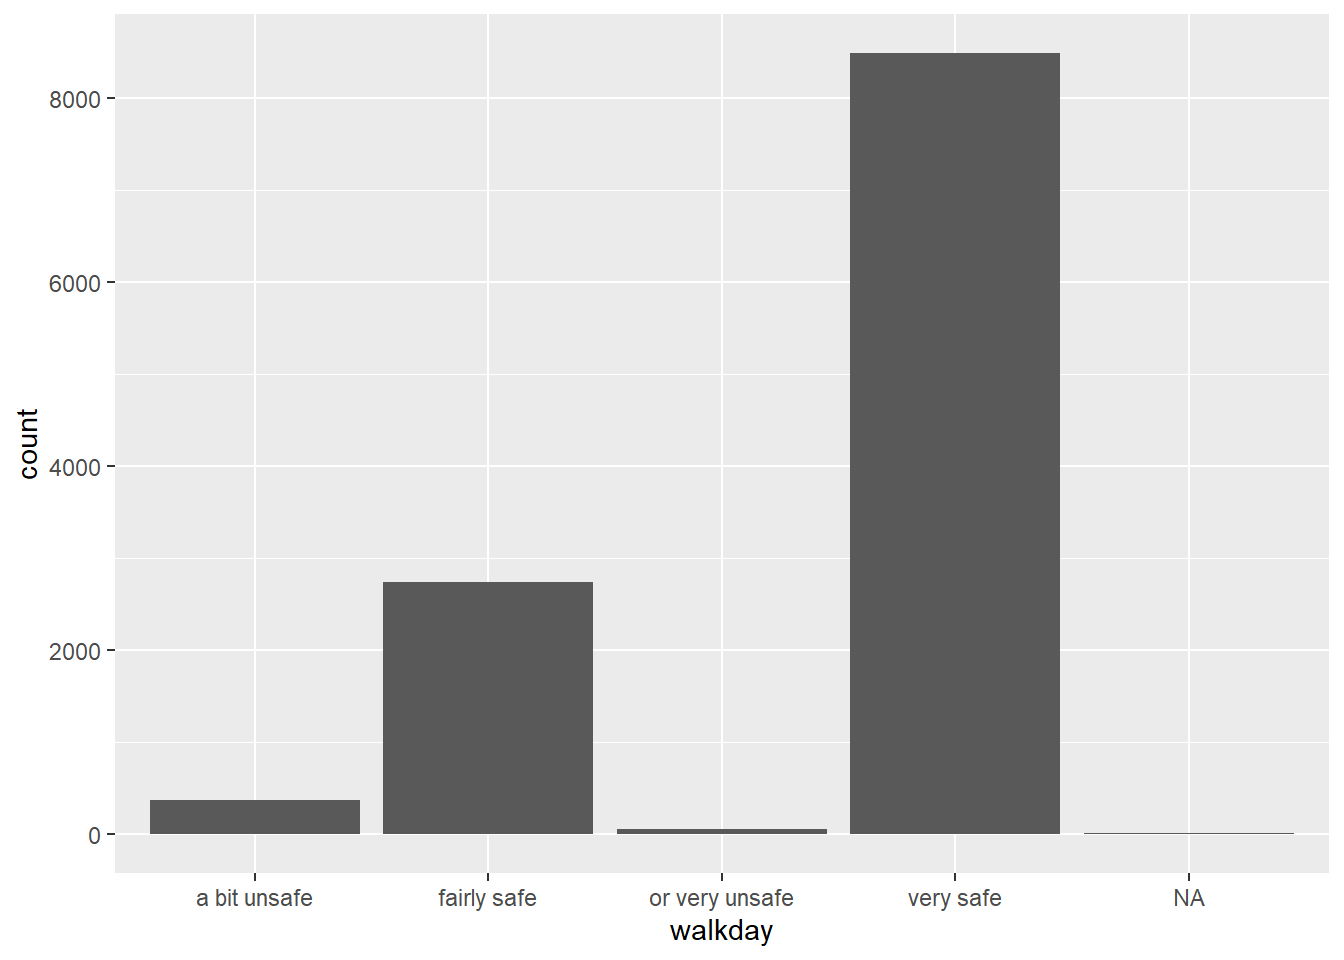 8000
6000
4000
2000
0
count
a bit unsafe
fairly safe
or very unsafe
very safe
NA
walkday